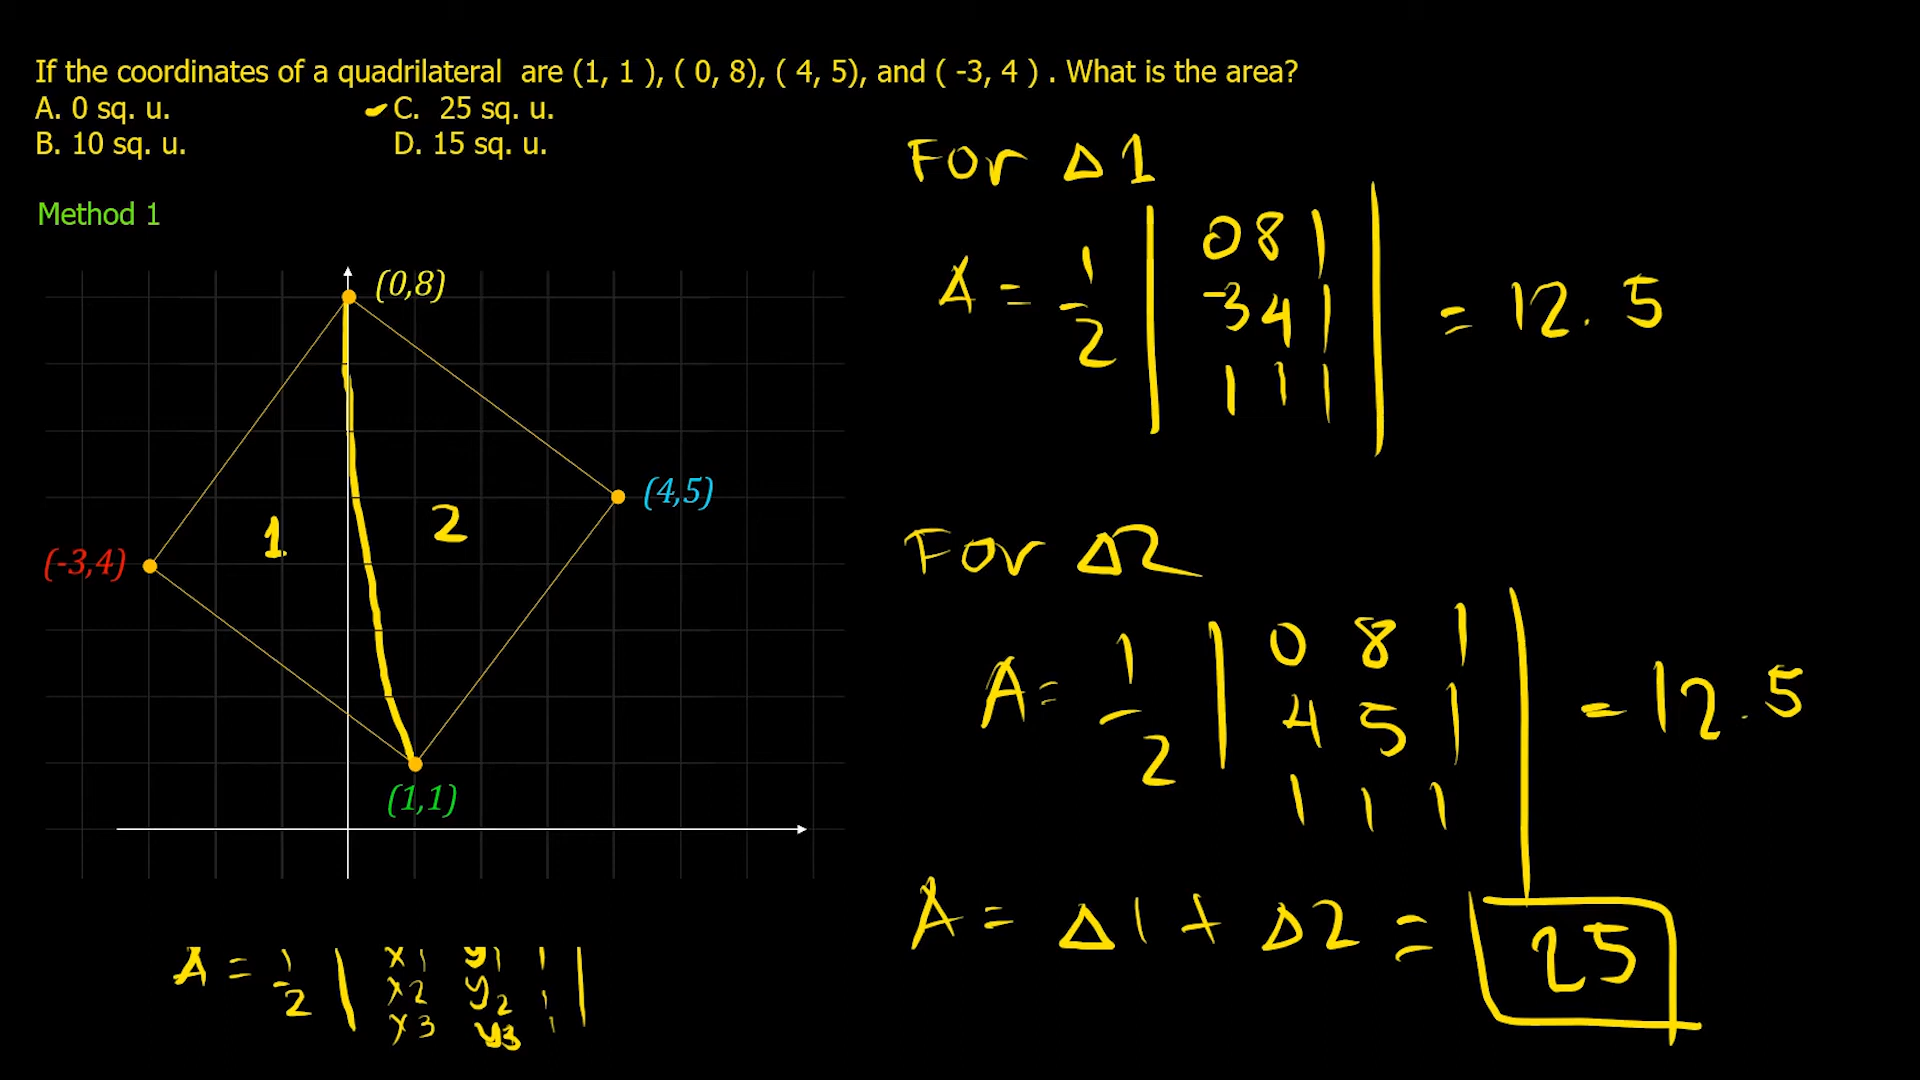 If the coordinates of a quadrilateral are (1, 1 ), ( 0, 8), ( 4, 5), and ( -3, 4 ) . What is the area?
A. 0 sq. u. C. 25 sq. u.
B. 10 sq. u. D. 15 sq. u.
Method 1
(0,8)
(4,5)
1 2
(-3,4)
(1,1)
A = 1/2 | x1 y1 1
x2 y2 1
x3 y3 1 |
For Δ1
A = 1/2 | 0 8 1
-3 4 1
1 1 1 | = 12.5
For Δ2
A = 1/2 | 0 8 1
4 5 1
1 1 1 | = 12.5
A = Δ1 + Δ2 = 25